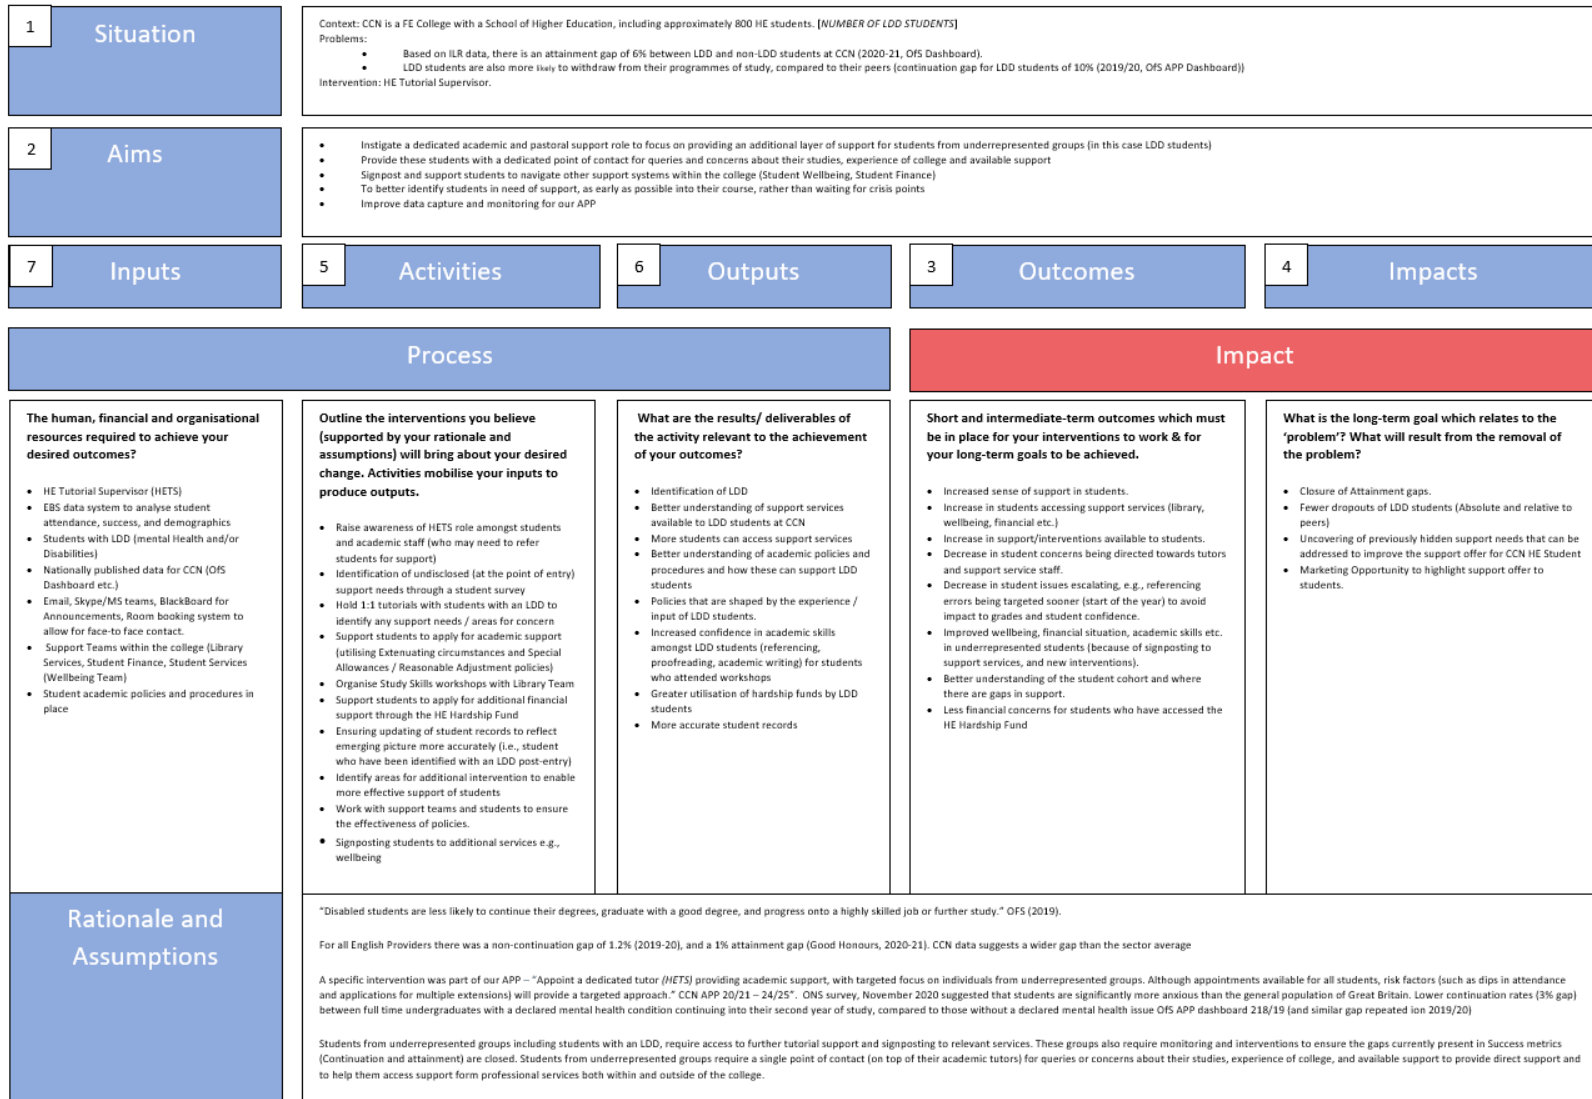 1
Situation
Context: CCN is a FE College with a School of Higher Education, including approximately 800 HE students. [NUMBER OF LDD STUDENTS]
Problems:
• Based on ILR data, there is an attainment gap of 6% between LDD and non-LDD students at CCN (2020-21, OfS Dashboard).
• LDD students are also more likely to withdraw from their programmes of study, compared to their peers (continuation gap for LDD students of 10% (2019/20, OfS APP Dashboard))
Intervention: HE Tutorial Supervisor.
2
Aims
• Instigate a dedicated academic and pastoral support role to focus on providing an additional layer of support for students from underrepresented groups (in this case LDD students)
• Provide these students with a dedicated point of contact for queries and concerns about their studies, experience of college and available support
• Signpost and support students to navigate other support systems within the college (Student Wellbeing, Student Finance)
• To better identify students in need of support, as early as possible into their course, rather than waiting for crisis points
• Improve data capture and monitoring for our APP
7
Inputs
5
Activities
6
Outputs
3
Outcomes
4
Impacts
Process
Impact
The human, financial and organisational
resources required to achieve your
desired outcomes?
• HE Tutorial Supervisor (HETS)
• EBS data system to analyse student
attendance, success, and demographics
• Students with LDD (mental Health and/or
Disabilities)
• Nationally published data for CCN (OfS
Dashboard etc.)
• Email, Skype/MS teams, BlackBoard for
Announcements, Room booking system to
allow for face-to face contact.
• Support Teams within the college (Library
Services, Student Finance, Student Services
(Wellbeing Team)
• Student academic policies and procedures in
place
Outline the interventions you believe
(supported by your rationale and
assumptions) will bring about your desired
change. Activities mobilise your inputs to
produce outputs.
• Raise awareness of HETS role amongst students
and academic staff (who may need to refer
students for support)
• Identification of undisclosed (at the point of entry)
support needs through a student survey
• Hold 1:1 tutorials with students with an LDD to
identify any support needs / areas for concern
• Support students to apply for academic support
(utilising Extenuating circumstances and Special
Allowances / Reasonable Adjustment policies)
• Organise Study Skills workshops with Library Team
• Support students to apply for additional financial
support through the HE Hardship Fund
• Ensuring updating of student records to reflect
emerging picture more accurately (i.e., student
who have been identified with an LDD post-entry)
• Identify areas for additional intervention to enable
more effective support of students
• Work with support teams and students to ensure
the effectiveness of policies.
• Signposting students to additional services e.g.,
wellbeing
What are the results/ deliverables of
the activity relevant to the achievement
of your outcomes?
• Identification of LDD
• Better understanding of support services
available to LDD students at CCN
• More students can access support services
• Better understanding of academic policies and
procedures and how these can support LDD
students
• Policies that are shaped by the experience /
input of LDD students.
• Increased confidence in academic skills
amongst LDD students (referencing,
proofreading, academic writing) for students
who attended workshops
• Greater utilisation of hardship funds by LDD
students
• More accurate student records
Short and intermediate-term outcomes which must
be in place for your interventions to work & for
your long-term goals to be achieved.
• Increased sense of support in students.
• Increase in students accessing support services (library,
wellbeing, financial etc.)
• Increase in support/interventions available to students.
• Decrease in student concerns being directed towards tutors
and support service staff.
• Decrease in student issues escalating, e.g., referencing
errors being targeted sooner (start of the year) to avoid
impact to grades and student confidence.
• Improved wellbeing, financial situation, academic skills etc.
in underrepresented students (because of signposting to
support services, and new interventions).
• Better understanding of the student cohort and where
there are gaps in support.
• Less financial concerns for students who have accessed the
HE Hardship Fund
What is the long-term goal which relates to the
‘problem’? What will result from the removal of
the problem?
• Closure of Attainment gaps.
• Fewer dropouts of LDD students (Absolute and relative to
peers)
• Uncovering of previously hidden support needs that can be
addressed to improve the support offer for CCN HE Student
• Marketing Opportunity to highlight support offer to
students.
Rationale and
Assumptions
“Disabled students are less likely to continue their degrees, graduate with a good degree, and progress onto a highly skilled job or further study.” OFS (2019).
For all English Providers there was a non-continuation gap of 1.2% (2019-20), and a 1% attainment gap (Good Honours, 2020-21). CCN data suggests a wider gap than the sector average
A specific intervention was part of our APP – “Appoint a dedicated tutor (HETS) providing academic support, with targeted focus on individuals from underrepresented groups. Although appointments available for all students, risk factors (such as dips in attendance
and applications for multiple extensions) will provide a targeted approach.” CCN APP 20/21 – 24/25”. ONS survey, November 2020 suggested that students are significantly more anxious than the general population of Great Britain. Lower continuation rates (3% gap)
between full time undergraduates with a declared mental health condition continuing into their second year of study, compared to those without a declared mental health issue OfS APP dashboard 218/19 (and similar gap repeated ion 2019/20)
Students from underrepresented groups including students with an LDD, require access to further tutorial support and signposting to relevant services. These groups also require monitoring and interventions to ensure the gaps currently present in Success metrics
(Continuation and attainment) are closed. Students from underrepresented groups require a single point of contact (on top of their academic tutors) for queries or concerns about their studies, experience of college, and available support to provide direct support and
to help them access support form professional services both within and outside of the college.